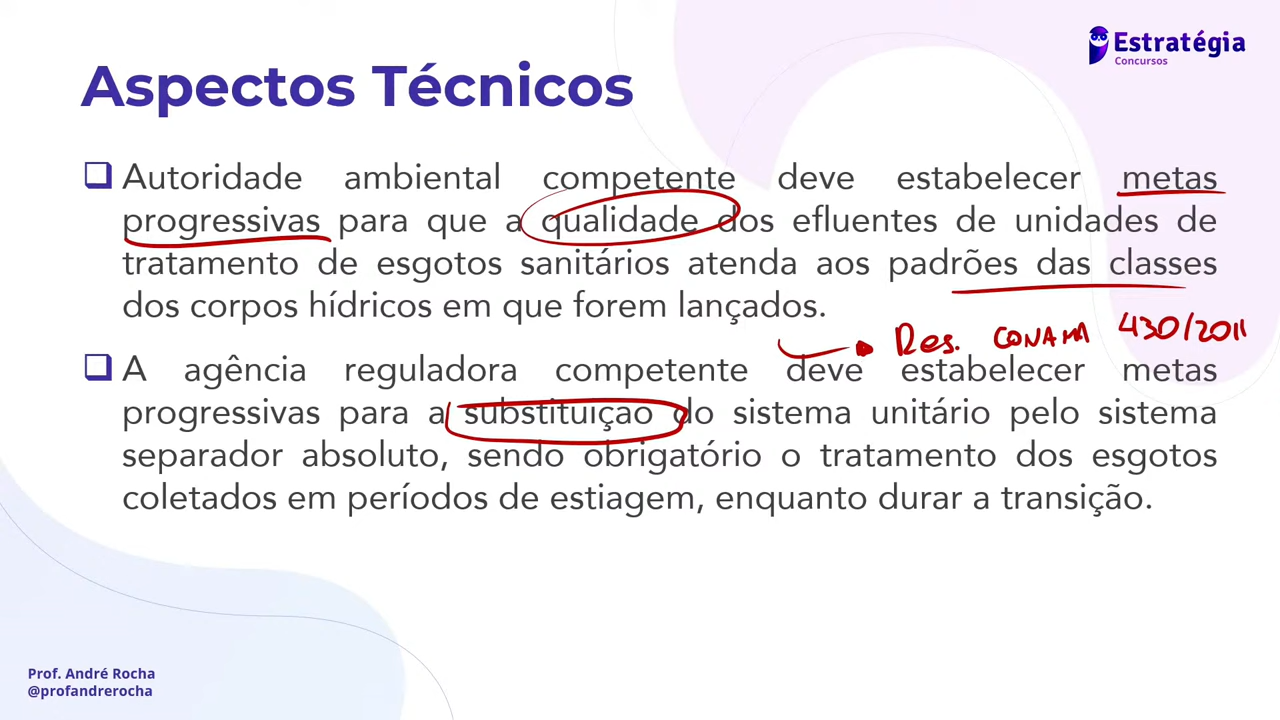 Estratégia
Concursos
Aspectos Técnicos
Autoridade ambiental competente deve estabelecer metas
progressivas para que a qualidade dos efluentes de unidades de
tratamento de esgotos sanitários atenda aos padrões das classes
dos corpos hídricos em que forem lançados.
Res. CONAMA 430/2011
A agência reguladora competente deve estabelecer metas
progressivas para a substituição do sistema unitário pelo sistema
separador absoluto, sendo obrigatório o tratamento dos esgotos
coletados em períodos de estiagem, enquanto durar a transição.
Prof. André Rocha
@profandrerocha